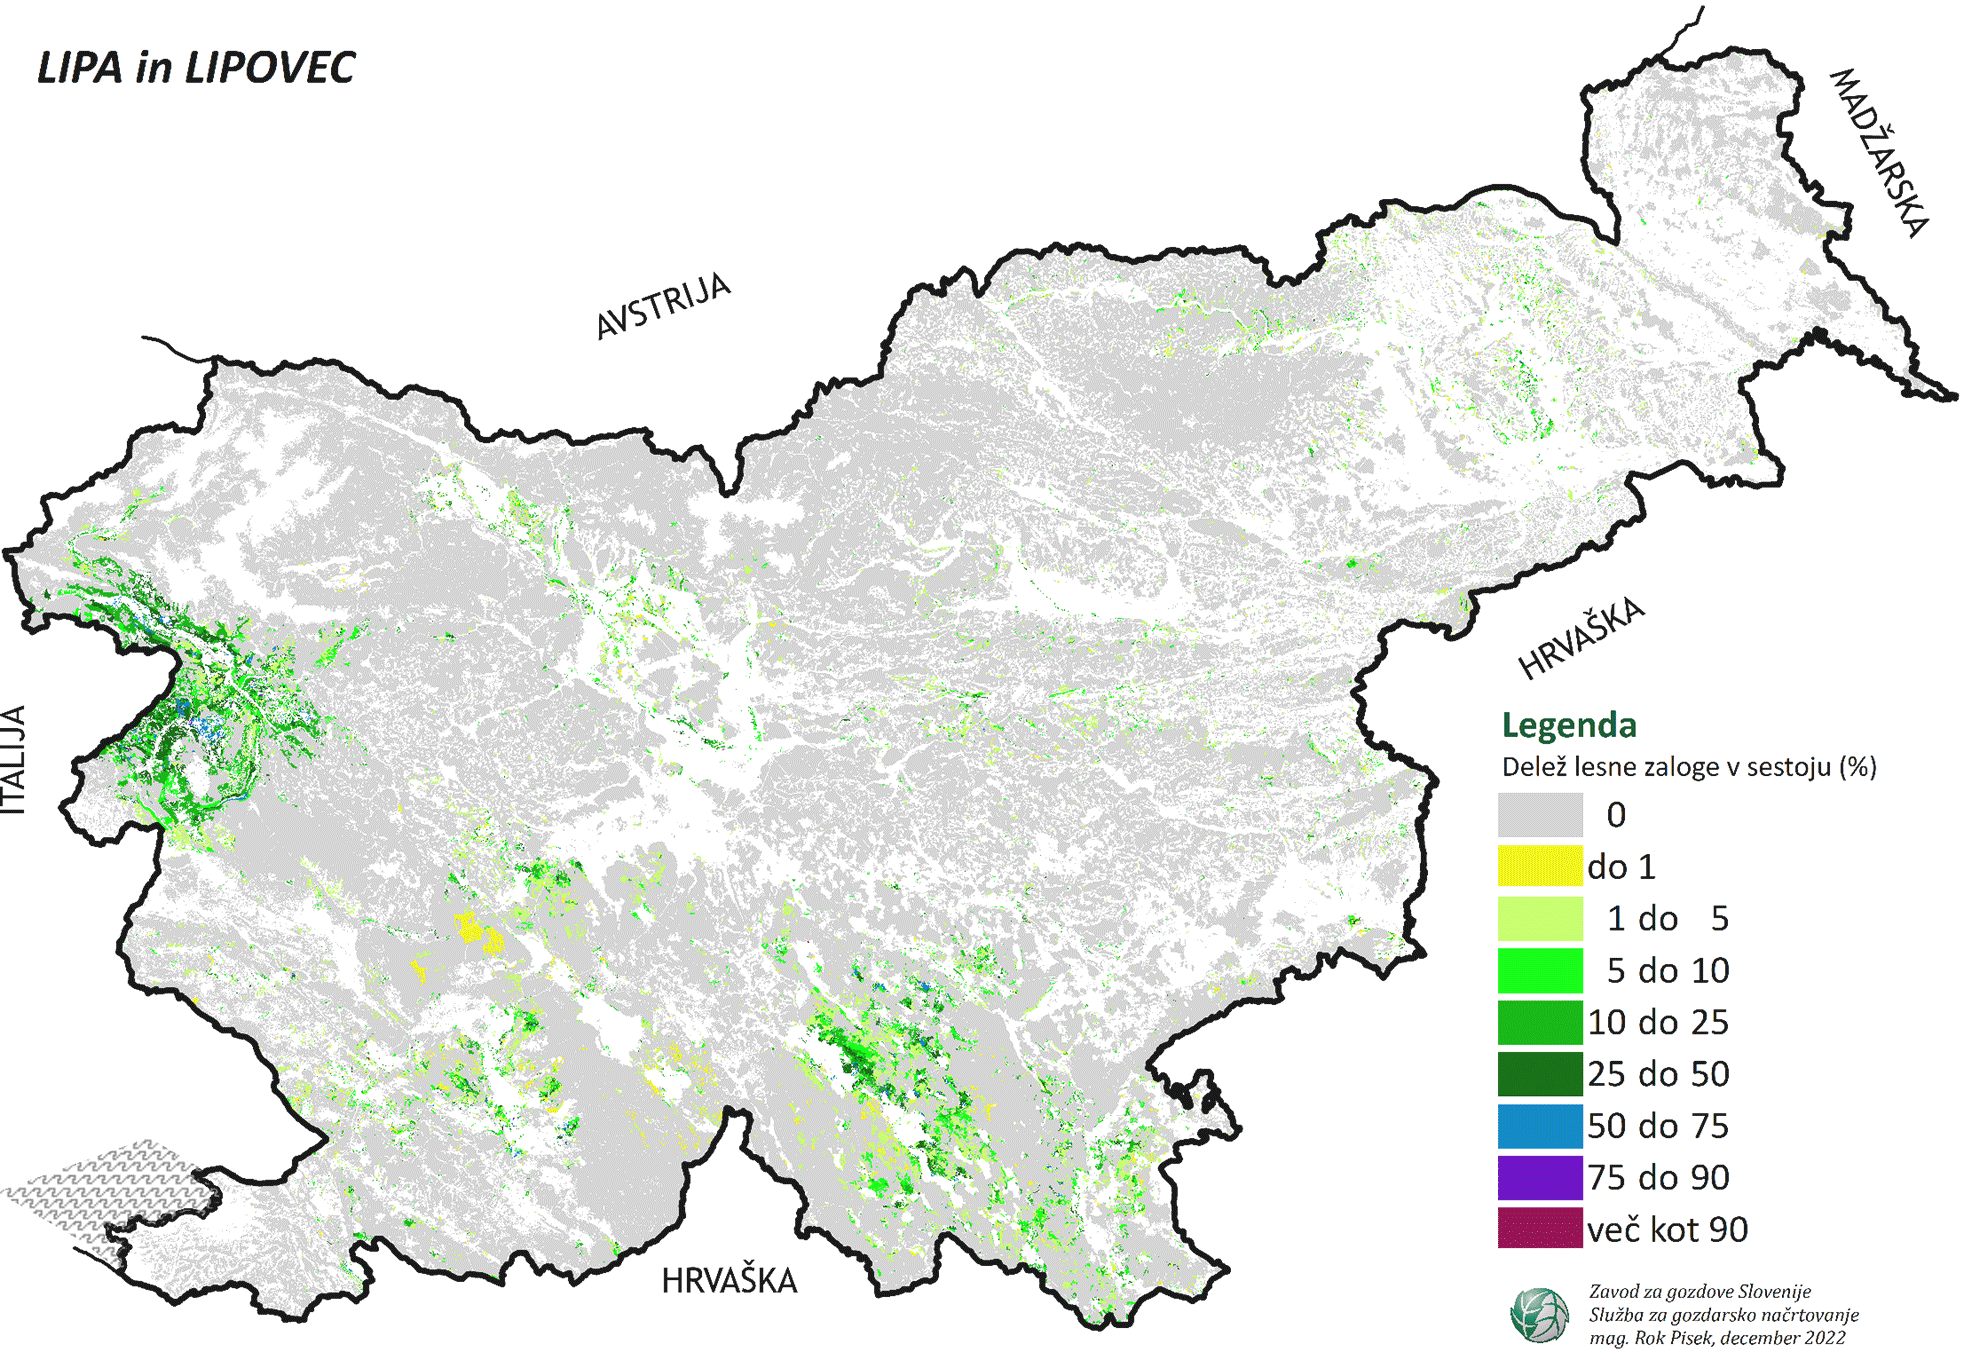 LIPA in LIPOVEC
MADŽARSKA
AVSTRIJA
HRVAŠKA
ITALIJA
Legenda
Delež lesne zaloge v sestoju (%)
0
do 1
1 do 5
5 do 10
10 do 25
25 do 50
50 do 75
75 do 90
več kot 90
HRVAŠKA
Zavod za gozdove Slovenije
Služba za gozdarsko načrtovanje
mag. Rok Pisek, december 2022